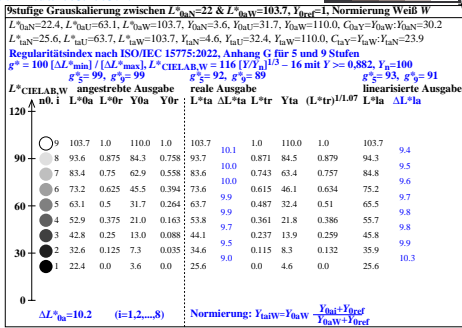 9stufige Grauskalierung zwischen L*0aN=22 & L*0aW=103.7, Y0ref=1, Normierung Weiß W
L*0aN=22.4, L*0aU=63.1, L*0aW=103.7, Y0aN=3.6, Y0aU=31.7, Y0aW=110.0, C0aY=Y0aW:Y0aN=30.2
L*taN=25.6, L*taU=63.7, L*taW=103.7, YtaN=4.6, YtaU=32.4, YtaW=110.0, CtaY=YtaW:YtaN=23.9
Regularitätsindex nach ISO/IEC 15775:2022, Anhang G für 5 und 9 Stufen
g* = 100 [ΔL*min] / [ΔL*max], L*CIELAB,W = 116 [Y/Yn]1/3 – 16 mit Y >= 0,882, Yn=100
g*5= 99, g*9= 99 g*5= 92, g*9= 89 g*5= 93, g*9= 91
L*CIELAB,W angestrebte Ausgabe reale Ausgabe linearisierte Ausgabe
n0. i L*0a L*0r Y0a Y0r L*ta ΔL*ta L*tr Yta (L*tr)1/1.07 L*la ΔL*la
120
9 103.7 1.0 110.0 1.0 103.7 1.0 110.0 1.0 103.7
10.1 9.4
8 93.6 0.875 84.3 0.758 93.7 0.871 84.5 0.879 94.3
90
10.0 9.5
7 83.4 0.75 62.9 0.558 83.6 0.743 63.4 0.757 84.8
10.0 9.6
6 73.2 0.625 45.5 0.394 73.6 0.615 46.1 0.634 75.2
9.9 9.7
60
5 63.1 0.5 31.7 0.264 63.7 0.487 32.4 0.51 65.5
9.9 9.8
4 52.9 0.375 21.0 0.163 53.8 0.361 21.8 0.386 55.7
9.7 9.8
3 42.8 0.25 13.0 0.088 44.1 0.237 13.9 0.259 45.8
9.5 9.9
2 32.6 0.125 7.3 0.035 34.6 0.115 8.3 0.132 35.9
30
9.0 10.3
1 22.4 0.0 3.6 0.0 25.6 0.0 4.6 0.0 25.6
0
ΔL*0a=10.2 (i=1,2,...,8) Normierung: YtaiW=Y0aW Y0ai+Y0ref
Y0aW+Y0ref